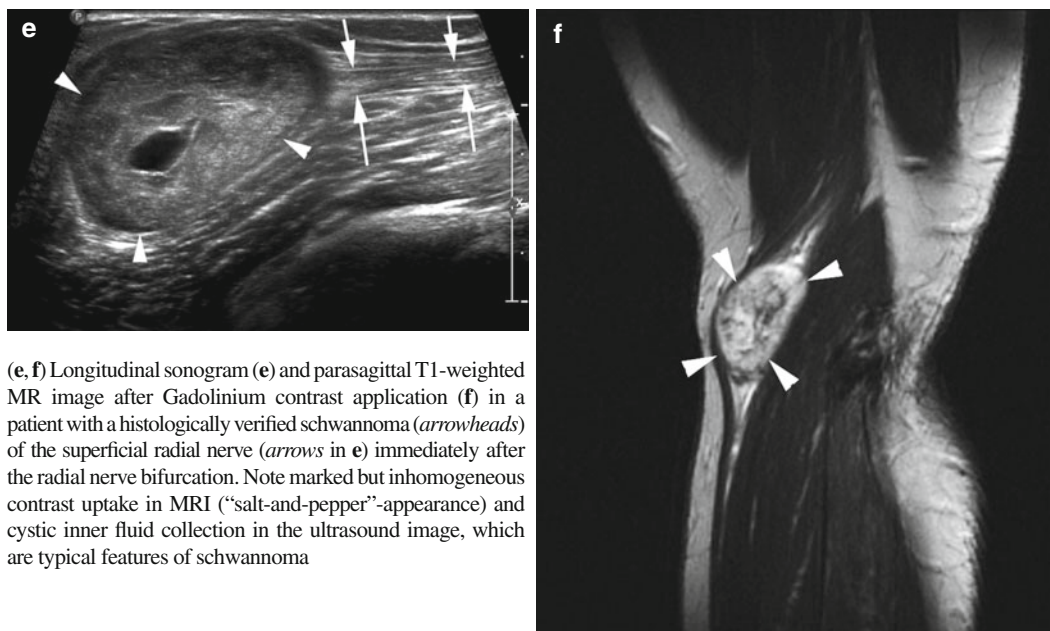 e
f
(e, f) Longitudinal sonogram (e) and parasagittal T1-weighted
MR image after Gadolinium contrast application (f) in a
patient with a histologically verified schwannoma (arrowheads)
of the superficial radial nerve (arrows in e) immediately after
the radial nerve bifurcation. Note marked but inhomogeneous
contrast uptake in MRI (“salt-and-pepper”-appearance) and
cystic inner fluid collection in the ultrasound image, which
are typical features of schwannoma